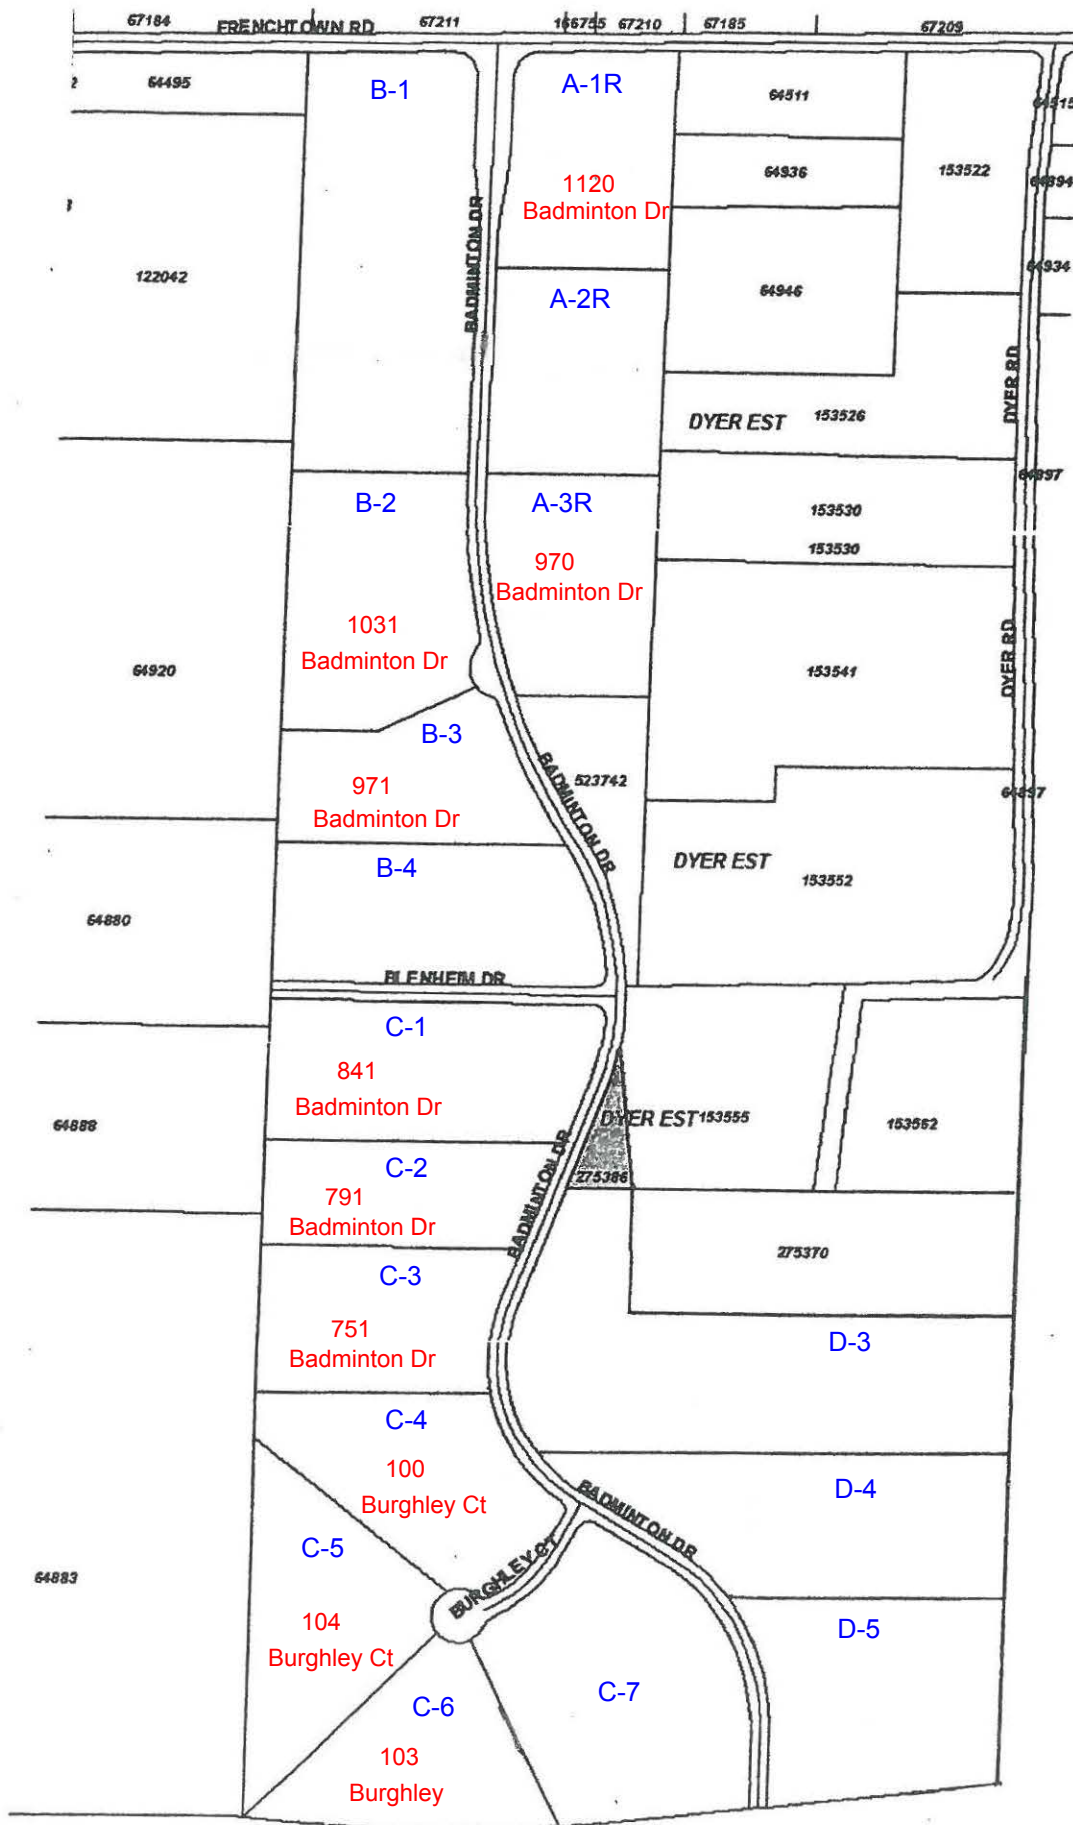 67184
67211
166755
67210
67185
67209
FRENCHTOWN RD
64495
B-1
A-1R
64511
64936
153522
64894
1120
Badminton Dr
BADMINTON DR
122042
64934
64946
A-2R
DYER RD
DYER EST
153526
64897
B-2
A-3R
153530
153530
970
Badminton Dr
1031
Badminton Dr
64920
153541
DYER RD
B-3
BADMINTON DR
523742
971
Badminton Dr
64897
B-4
DYER EST
153552
64880
BLENHEIM DR
C-1
841
Badminton Dr
64888
DYER EST
153555
153562
C-2
BADMINTON DR
275386
791
Badminton Dr
275370
C-3
751
Badminton Dr
D-3
C-4
100
Burghley Ct
D-4
BADMINTON DR
C-5
BURGHLEY CT
64883
104
Burghley Ct
D-5
C-6
C-7
103
Burghley